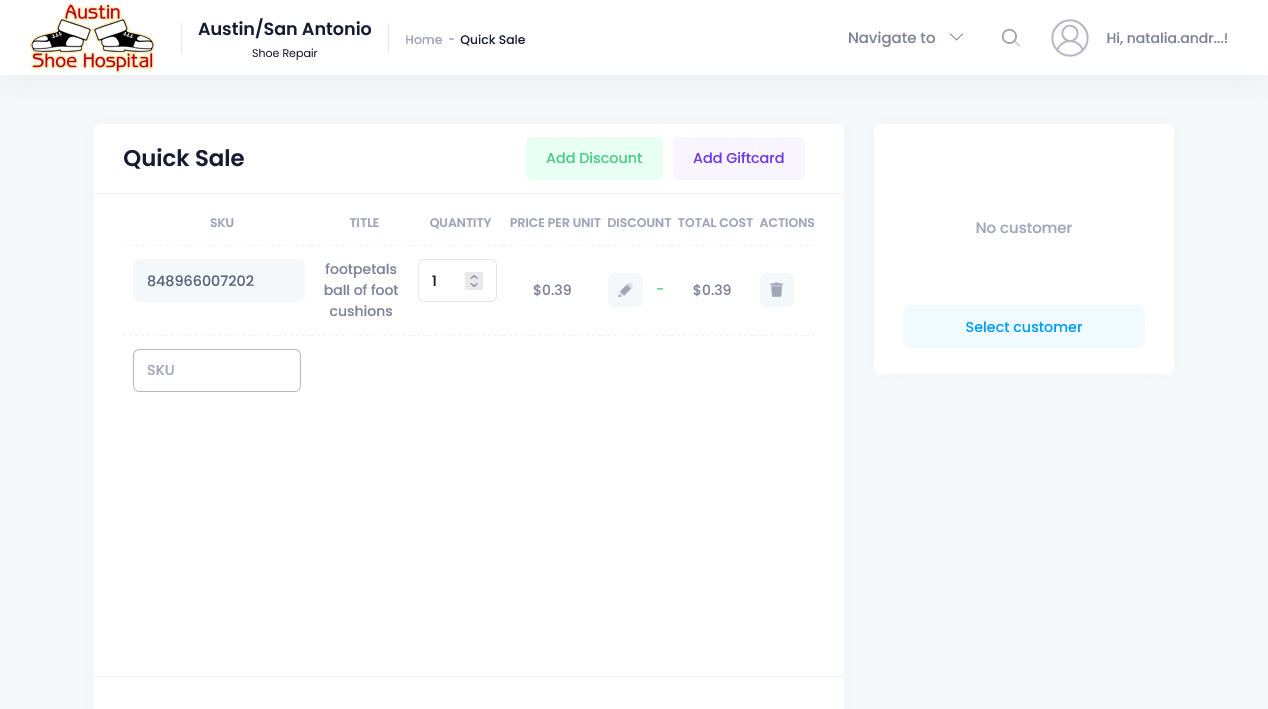 Austin
Shoe Hospital
Austin/San Antonio
Shoe Repair
Home - Quick Sale
Navigate to
Hi, natalia.andr...!
Quick Sale
Add Discount
Add Giftcard
SKU TITLE QUANTITY PRICE PER UNIT DISCOUNT TOTAL COST ACTIONS
848966007202
footpetals
ball of foot
cushions
1
$0.39
-
$0.39
SKU
No customer
Select customer